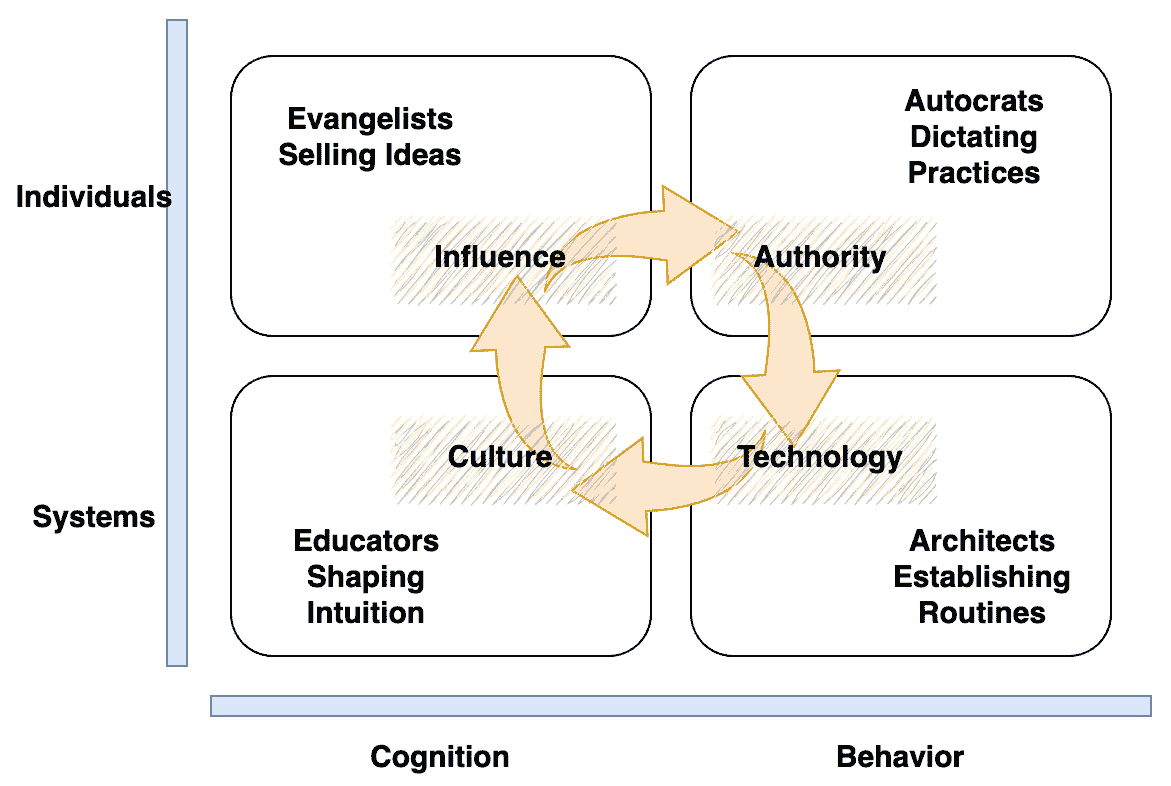 Evangelists
Selling Ideas
Autocrats
Dictating
Practices
Individuals
Influence
Authority
Culture
Technology
Systems
Educators
Shaping
Intuition
Architects
Establishing
Routines
Cognition
Behavior